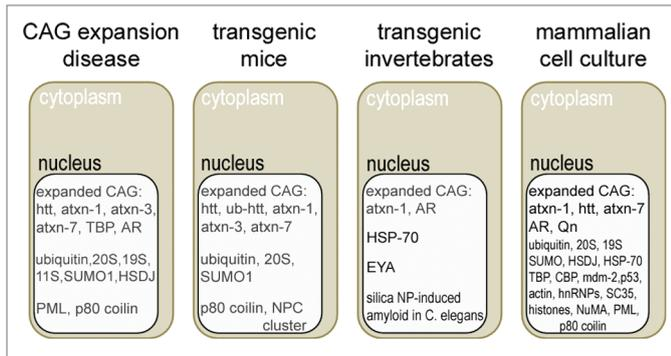 CAG expansion
disease
cytoplasm
nucleus
expanded CAG:
htt, atxn-1, atxn-3,
atxn-7, TBP, AR
ubiquitin,20S,19S,
11S,SUMO1,HSDJ
PML, p80 coilin
transgenic
mice
cytoplasm
nucleus
expanded CAG:
htt, ub-htt, atxn-1,
atxn-3, atxn-7
ubiquitin, 20S,
SUMO1
p80 coilin, NPC
cluster
transgenic
invertebrates
cytoplasm
nucleus
expanded CAG:
atxn-1, AR
HSP-70
EYA
silica NP-induced
amyloid in C. elegans
mammalian
cell culture
cytoplasm
nucleus
expanded CAG:
atxn-1, htt, atxn-7
AR, Qn
ubiquitin, 20S, 19S
SUMO, HSDJ, HSP-70
TBP, CBP, mdm-2,p53,
actin, hnRNPs, SC35,
histones, NuMA, PML,
p80 coilin